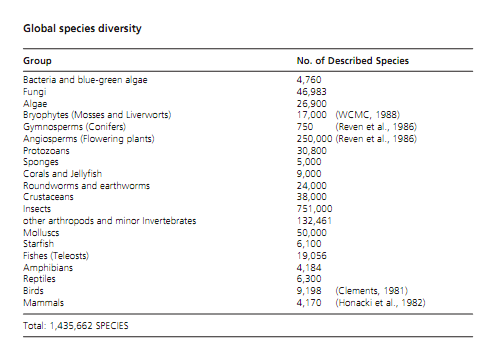 Global species diversity
Group No. of Described Species
Bacteria and blue-green algae 4,760
Fungi 46,983
Algae 26,900
Bryophytes (Mosses and Liverworts) 17,000 (WCMC, 1988)
Gymnosperms (Conifers) 750 (Reven et al., 1986)
Angiosperms (Flowering plants) 250,000 (Reven et al., 1986)
Protozoans 30,800
Sponges 5,000
Corals and Jellyfish 9,000
Roundworms and earthworms 24,000
Crustaceans 38,000
Insects 751,000
other arthropods and minor Invertebrates 132,461
Molluscs 50,000
Starfish 6,100
Fishes (Teleosts) 19,056
Amphibians 4,184
Reptiles 6,300
Birds 9,198 (Clements, 1981)
Mammals 4,170 (Honacki et al., 1982)
Total: 1,435,662 SPECIES